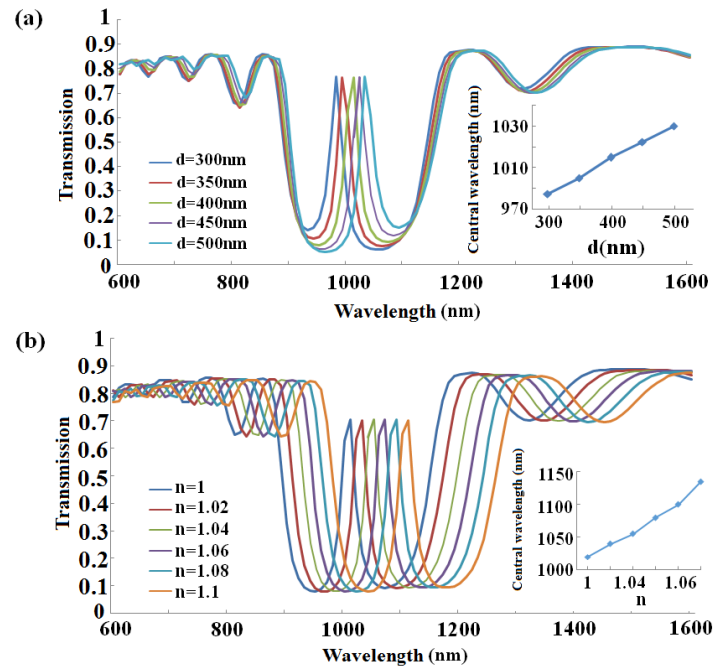 (a)
1
0.9
0.8
0.7
0.6
0.5
0.4
0.3
0.2
0.1
0
Transmission
d=300nm
d=350nm
d=400nm
d=450nm
d=500nm
600 800 1000 1200 1400 1600
Wavelength (nm)
Central wavelength (nm)
1030
1010
970
300 400 500
d(nm)
(b)
1
0.9
0.8
0.7
0.6
0.5
0.4
0.3
0.2
0.1
0
Transmission
n=1
n=1.02
n=1.04
n=1.06
n=1.08
n=1.1
600 800 1000 1200 1400 1600
Wavelength (nm)
Central wavelength (nm)
1150
1100
1050
1000
1 1.04 1.06
n